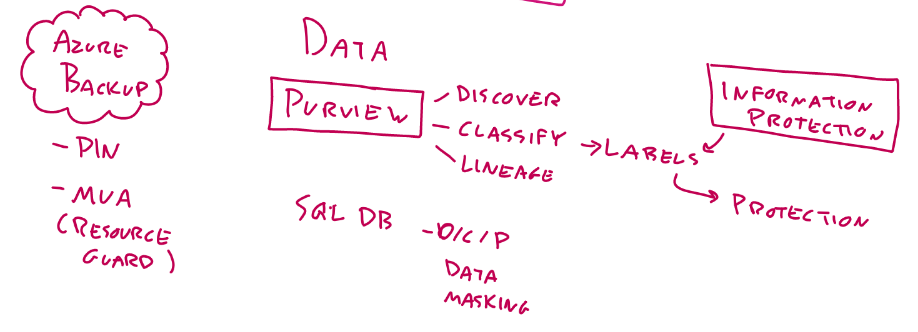 AZURE
BACKUP
- PIN
- MUA
(RESOURCE
GUARD)
DATA
PURVIEW
- DISCOVER
- CLASSIFY
- LINEAGE
→ LABELS
INFORMATION
PROTECTION
→ PROTECTION
SQL DB
- D/C/P
DATA
MASKING